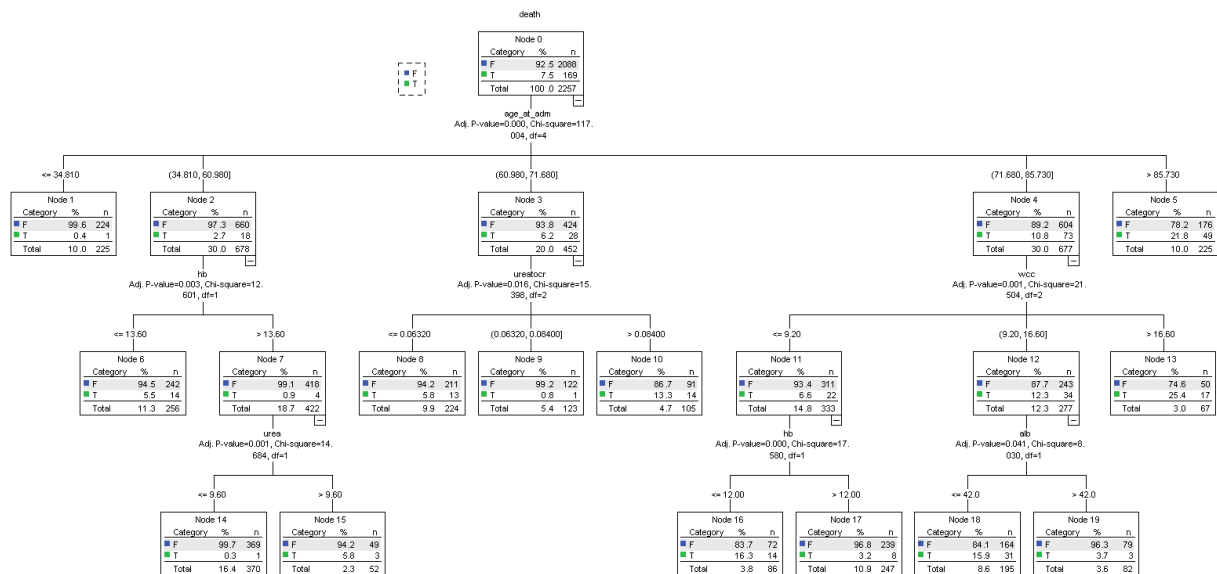 death
Node 0
Category % n
F 92.5 2088
T 7.5 169
Total 100.0 2257
F
T
age_at_adm
Adj. P-value=0.000, Chi-square=117.
004, df=4
<= 34.810
(34.810, 60.980]
(60.980, 71.680]
(71.680, 85.730]
> 85.730
Node 1
Category % n
F 99.6 224
T 0.4 1
Total 10.0 225
Node 2
Category % n
F 97.3 660
T 2.7 18
Total 30.0 678
Node 3
Category % n
F 93.8 424
T 6.2 28
Total 20.0 452
Node 4
Category % n
F 89.2 604
T 10.8 73
Total 30.0 677
Node 5
Category % n
F 78.2 176
T 21.8 49
Total 10.0 225
hb
Adj. P-value=0.003, Chi-square=12.
601, df=1
ureatocr
Adj. P-value=0.016, Chi-square=15.
398, df=2
wcc
Adj. P-value=0.001, Chi-square=21.
504, df=2
<= 13.60
> 13.60
<= 0.06320
(0.06320, 0.08400]
> 0.08400
<= 9.20
(9.20, 16.60]
> 16.60
Node 6
Category % n
F 94.5 242
T 5.5 14
Total 11.3 256
Node 7
Category % n
F 99.1 418
T 0.9 4
Total 18.7 422
Node 8
Category % n
F 94.2 211
T 5.8 13
Total 9.9 224
Node 9
Category % n
F 99.2 122
T 0.8 1
Total 5.4 123
Node 10
Category % n
F 86.7 91
T 13.3 14
Total 4.7 105
Node 11
Category % n
F 93.4 311
T 6.6 22
Total 14.8 333
Node 12
Category % n
F 87.7 243
T 12.3 34
Total 12.3 277
Node 13
Category % n
F 74.6 50
T 25.4 17
Total 3.0 67
urea
Adj. P-value=0.001, Chi-square=14.
684, df=1
hb
Adj. P-value=0.000, Chi-square=17.
580, df=1
alb
Adj. P-value=0.041, Chi-square=8.
030, df=1
<= 9.60
> 9.60
<= 12.00
> 12.00
<= 42.0
> 42.0
Node 14
Category % n
F 99.7 369
T 0.3 1
Total 16.4 370
Node 15
Category % n
F 94.2 49
T 5.8 3
Total 2.3 52
Node 16
Category % n
F 83.7 72
T 16.3 14
Total 3.8 86
Node 17
Category % n
F 96.8 239
T 3.2 8
Total 10.9 247
Node 18
Category % n
F 84.1 164
T 15.9 31
Total 8.6 195
Node 19
Category % n
F 96.3 79
T 3.7 3
Total 3.6 82